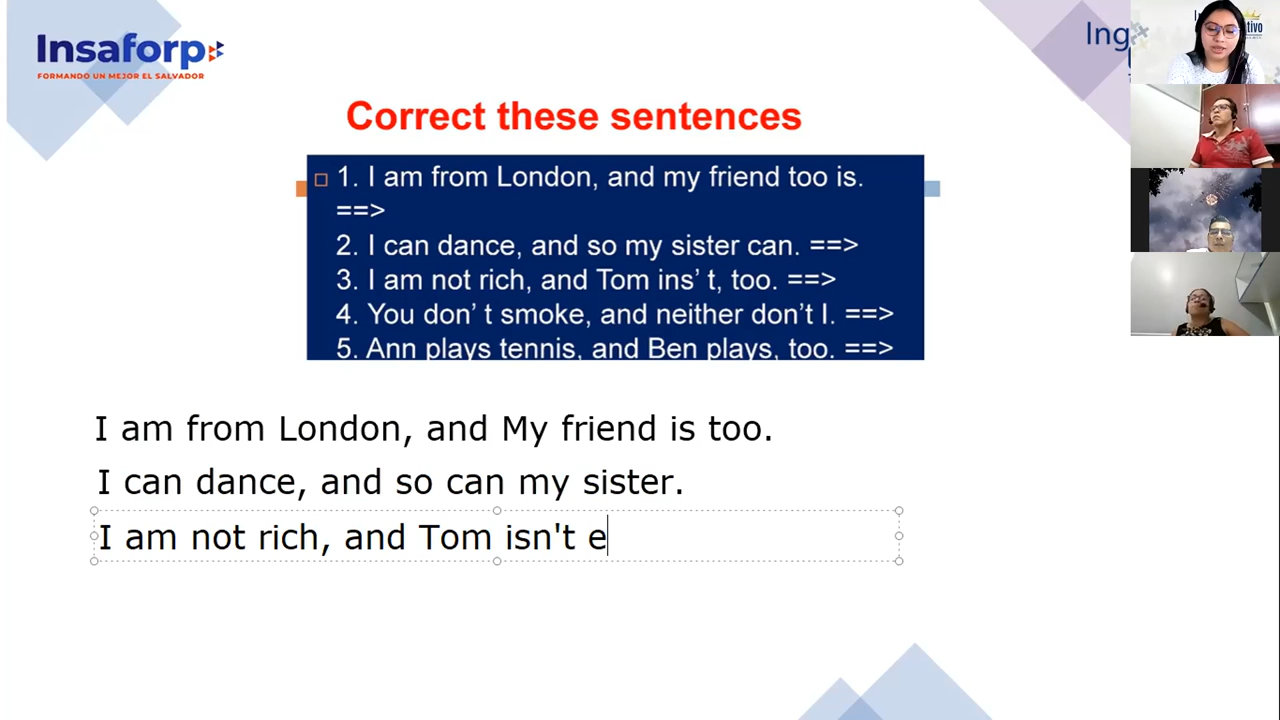 Insaforp
FORMANDO UN MEJOR EL SALVADOR
Ing
Correct these sentences
1. I am from London, and my friend too is.
==>
2. I can dance, and so my sister can. ==>
3. I am not rich, and Tom ins’ t, too. ==>
4. You don’ t smoke, and neither don’t I. ==>
5. Ann plays tennis, and Ben plays, too. ==>
I am from London, and My friend is too.
I can dance, and so can my sister.
I am not rich, and Tom isn't e